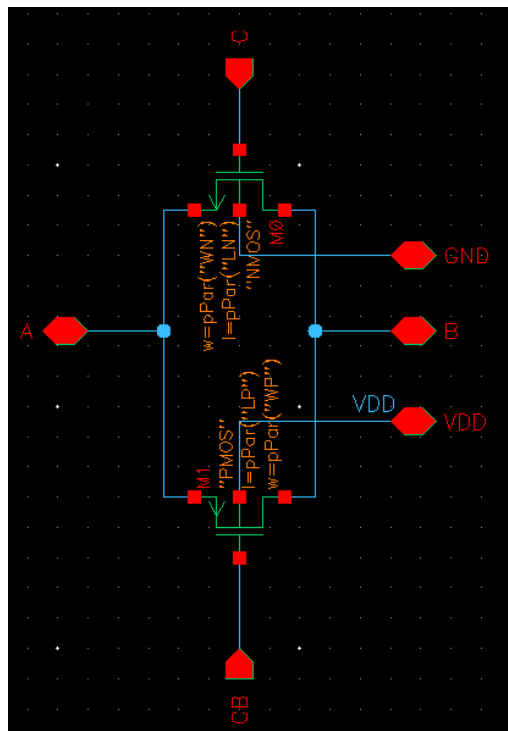 C
w=pPar("WN")
l=pPar("LN")
"NMOS"
M0
GND
A
B
VDD
VDD
M1
"PMOS"
l=pPar("LP")
w=pPar("WP")
CB